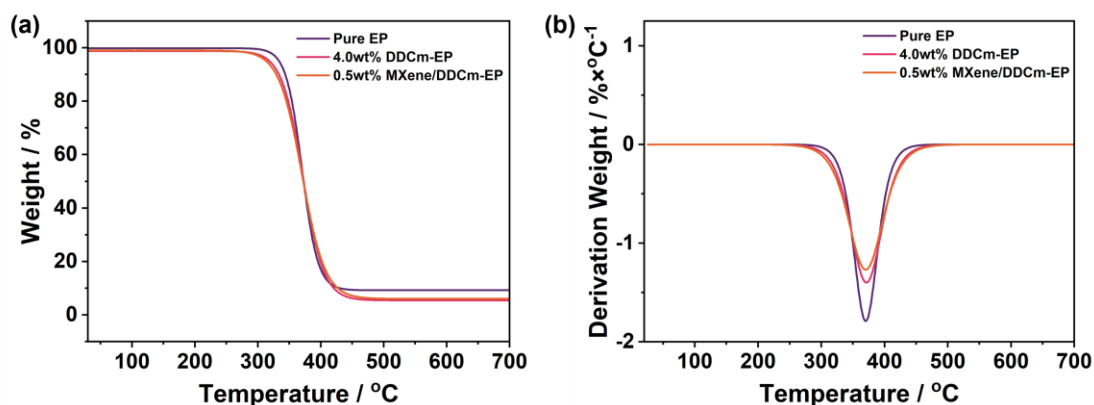 (a)
Pure EP
4.0wt% DDCm-EP
0.5wt% MXene/DDCm-EP
100
80
60
40
20
0
Weight / %
100 200 300 400 500 600 700
Temperature / °C
(b)
Pure EP
4.0wt% DDCm-EP
0.5wt% MXene/DDCm-EP
1
0
-1
-2
Derivation Weight / %×°C⁻¹
100 200 300 400 500 600 700
Temperature / °C